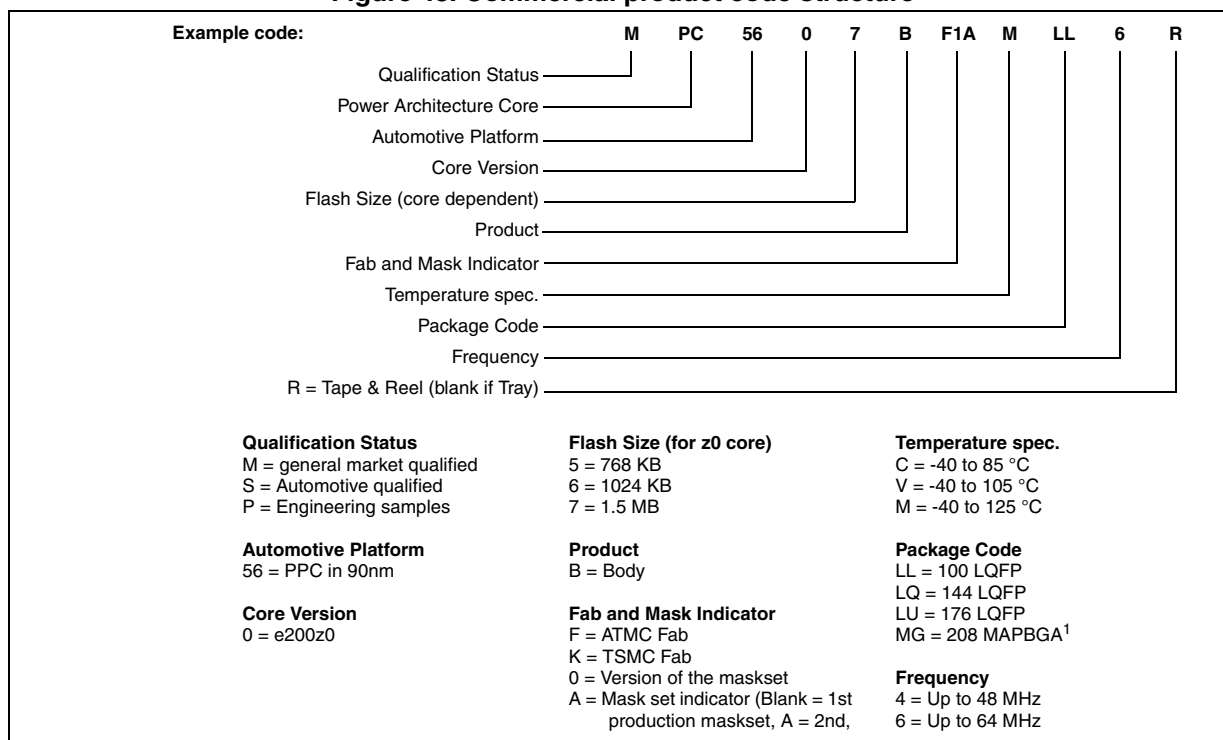 Example code: M PC 56 0 7 B F1A M LL 6 R
Qualification Status
Power Architecture Core
Automotive Platform
Core Version
Flash Size (core dependent)
Product
Fab and Mask Indicator
Temperature spec.
Package Code
Frequency
R = Tape & Reel (blank if Tray)
Qualification Status
M = general market qualified
S = Automotive qualified
P = Engineering samples
Automotive Platform
56 = PPC in 90nm
Core Version
0 = e200z0
Flash Size (for z0 core)
5 = 768 KB
6 = 1024 KB
7 = 1.5 MB
Product
B = Body
Fab and Mask Indicator
F = ATMC Fab
K = TSMC Fab
0 = Version of the maskset
A = Mask set indicator (Blank = 1st
production maskset, A = 2nd,
Temperature spec.
C = -40 to 85 °C
V = -40 to 105 °C
M = -40 to 125 °C
Package Code
LL = 100 LQFP
LQ = 144 LQFP
LU = 176 LQFP
MG = 208 MAPBGA1
Frequency
4 = Up to 48 MHz
6 = Up to 64 MHz